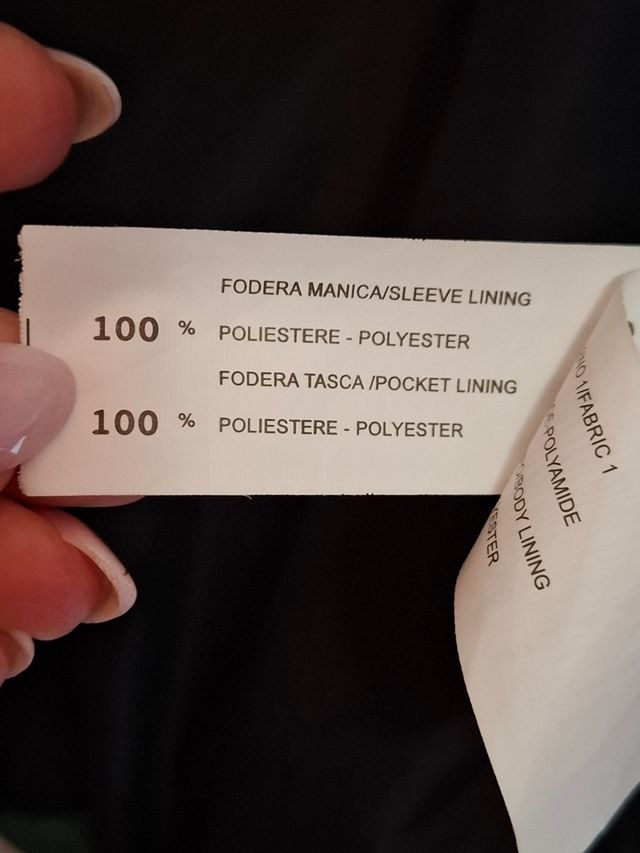 FODERA MANICA/SLEEVE LINING
100 % POLIESTERE - POLYESTER
FODERA TASCA /POCKET LINING
100 % POLIESTERE - POLYESTER
1/FABRIC 1
POLYAMIDE
/BODY LINING